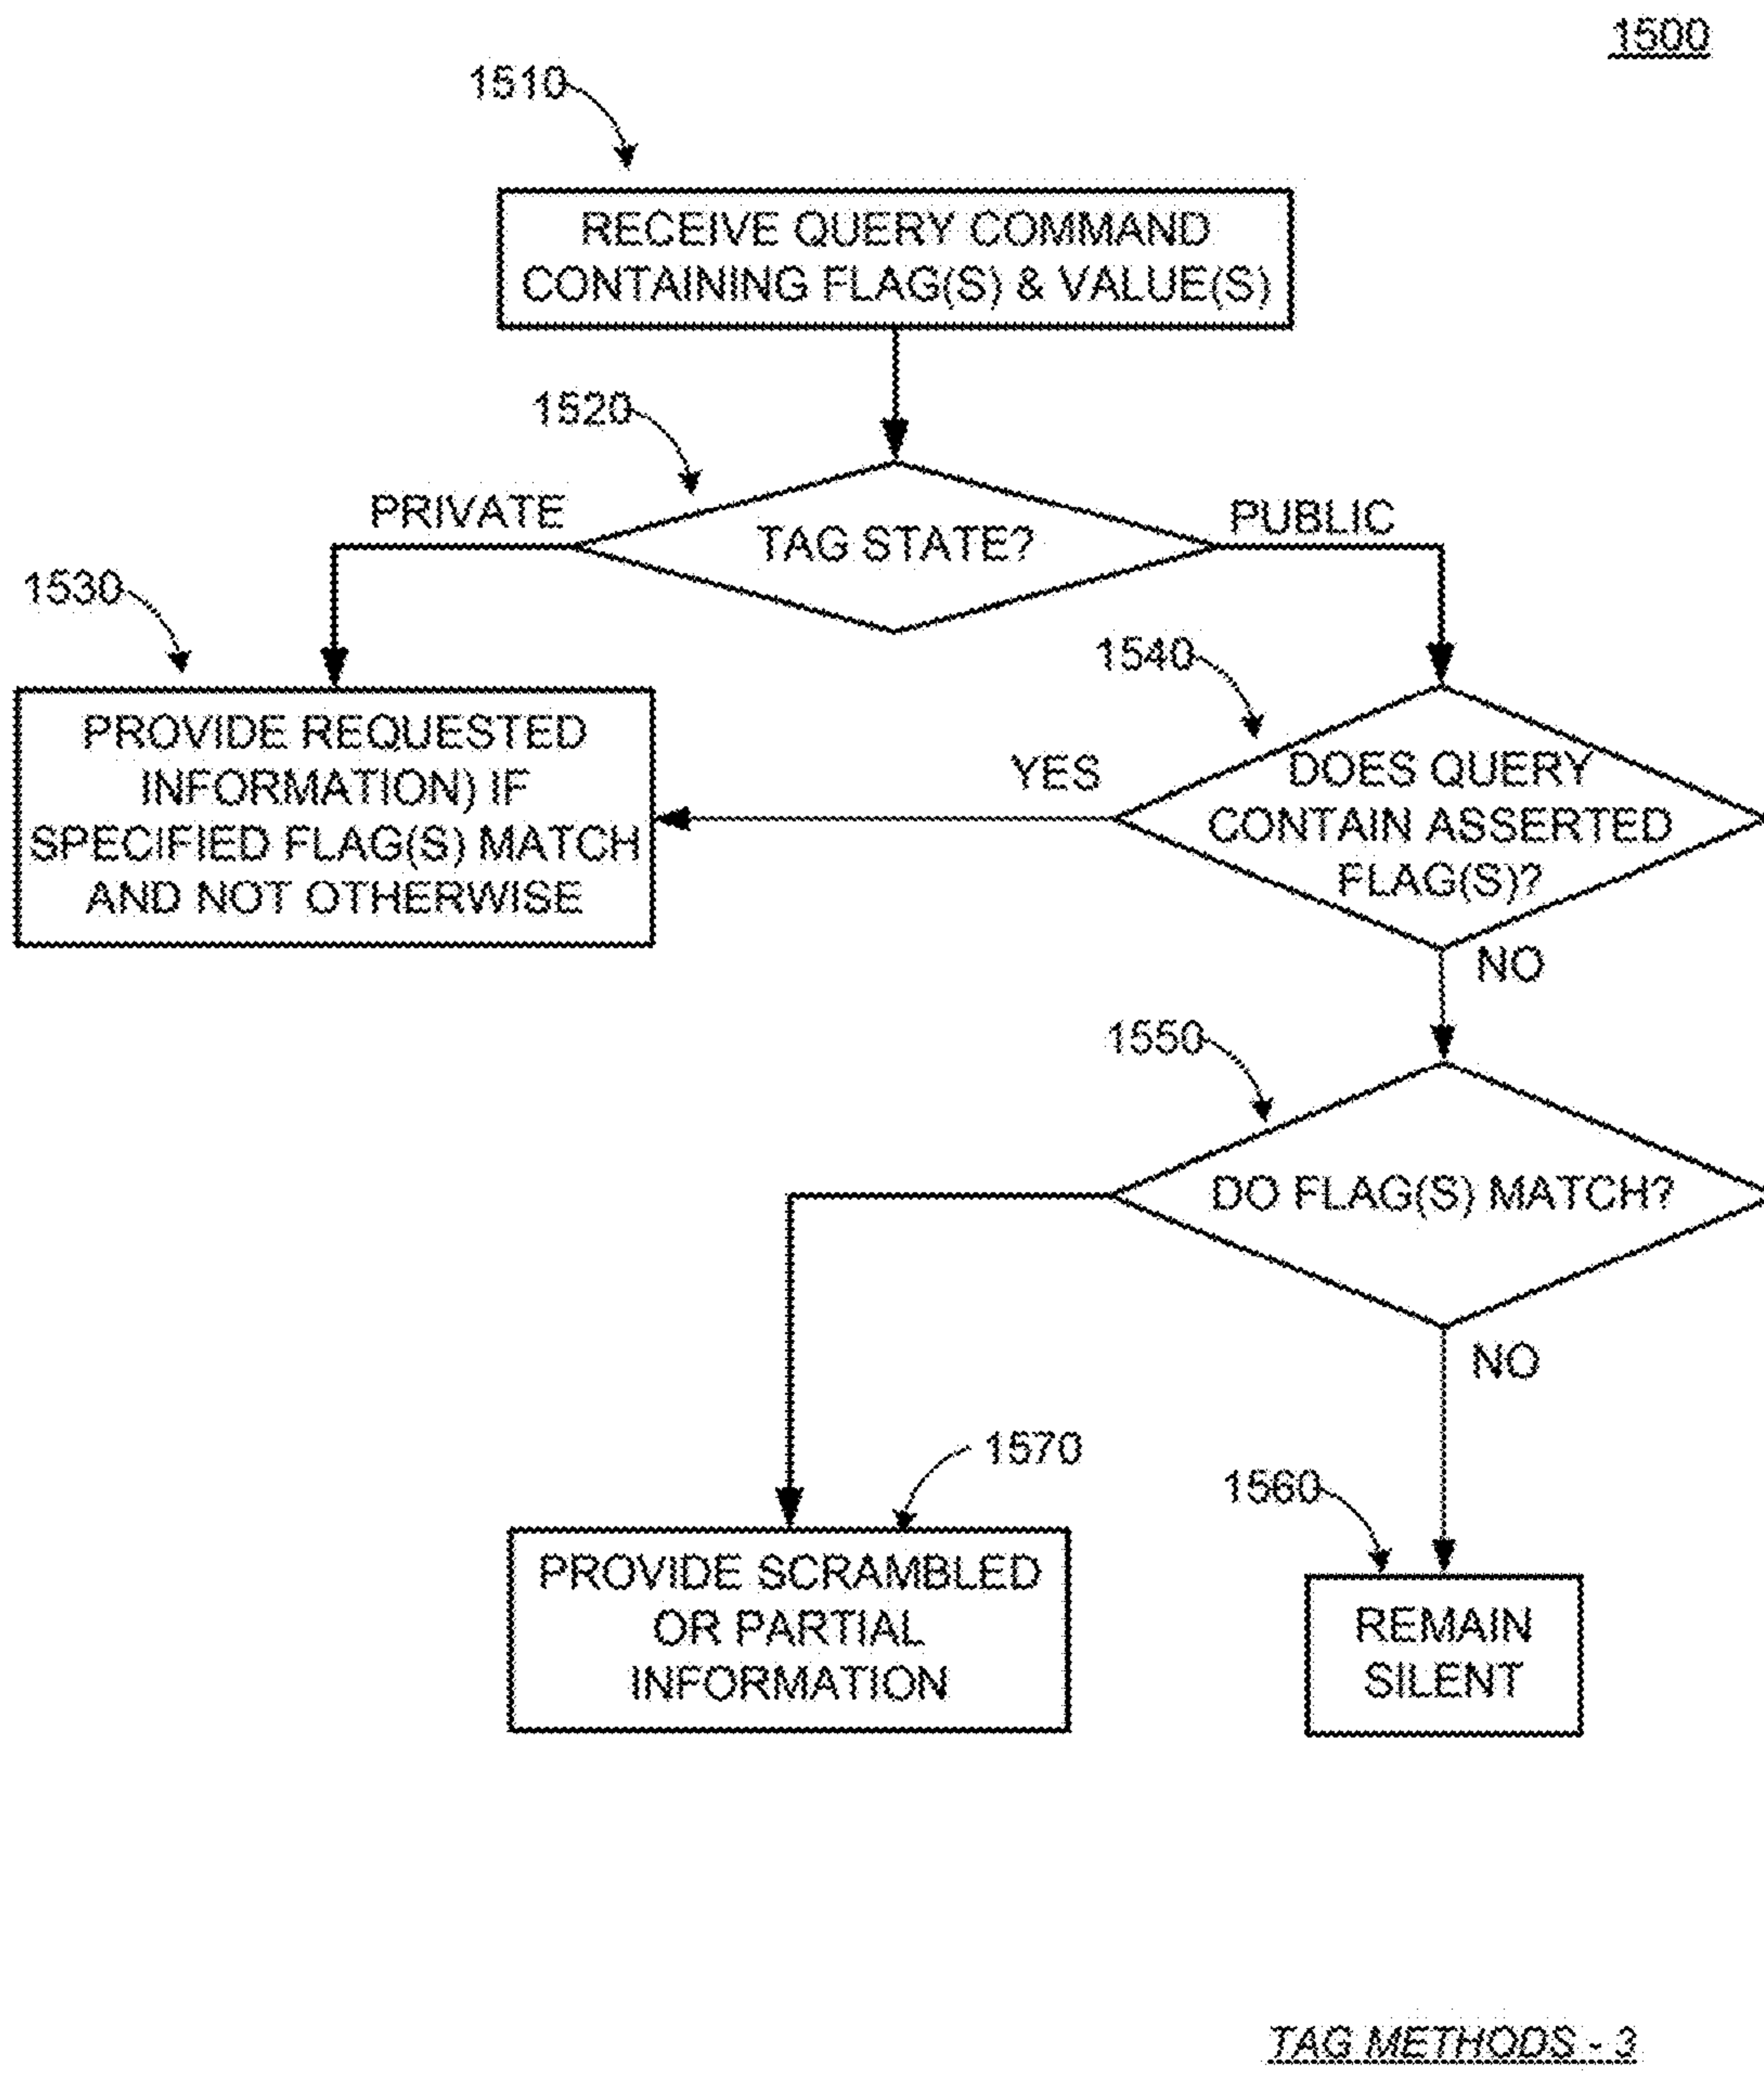 1500
1510
RECEIVE QUERY COMMAND
CONTAINING FLAG(S) & VALUE(S)
1520
PRIVATE
TAG STATE?
PUBLIC
1530
1540
PROVIDE REQUESTED
INFORMATION) IF
SPECIFIED FLAG(S) MATCH
AND NOT OTHERWISE
YES
DOES QUERY
CONTAIN ASSERTED
FLAG(S)?
NO
1550
DO FLAG(S) MATCH?
NO
1570
1560
PROVIDE SCRAMBLED
OR PARTIAL
INFORMATION
REMAIN
SILENT
TAG METHODS - 3